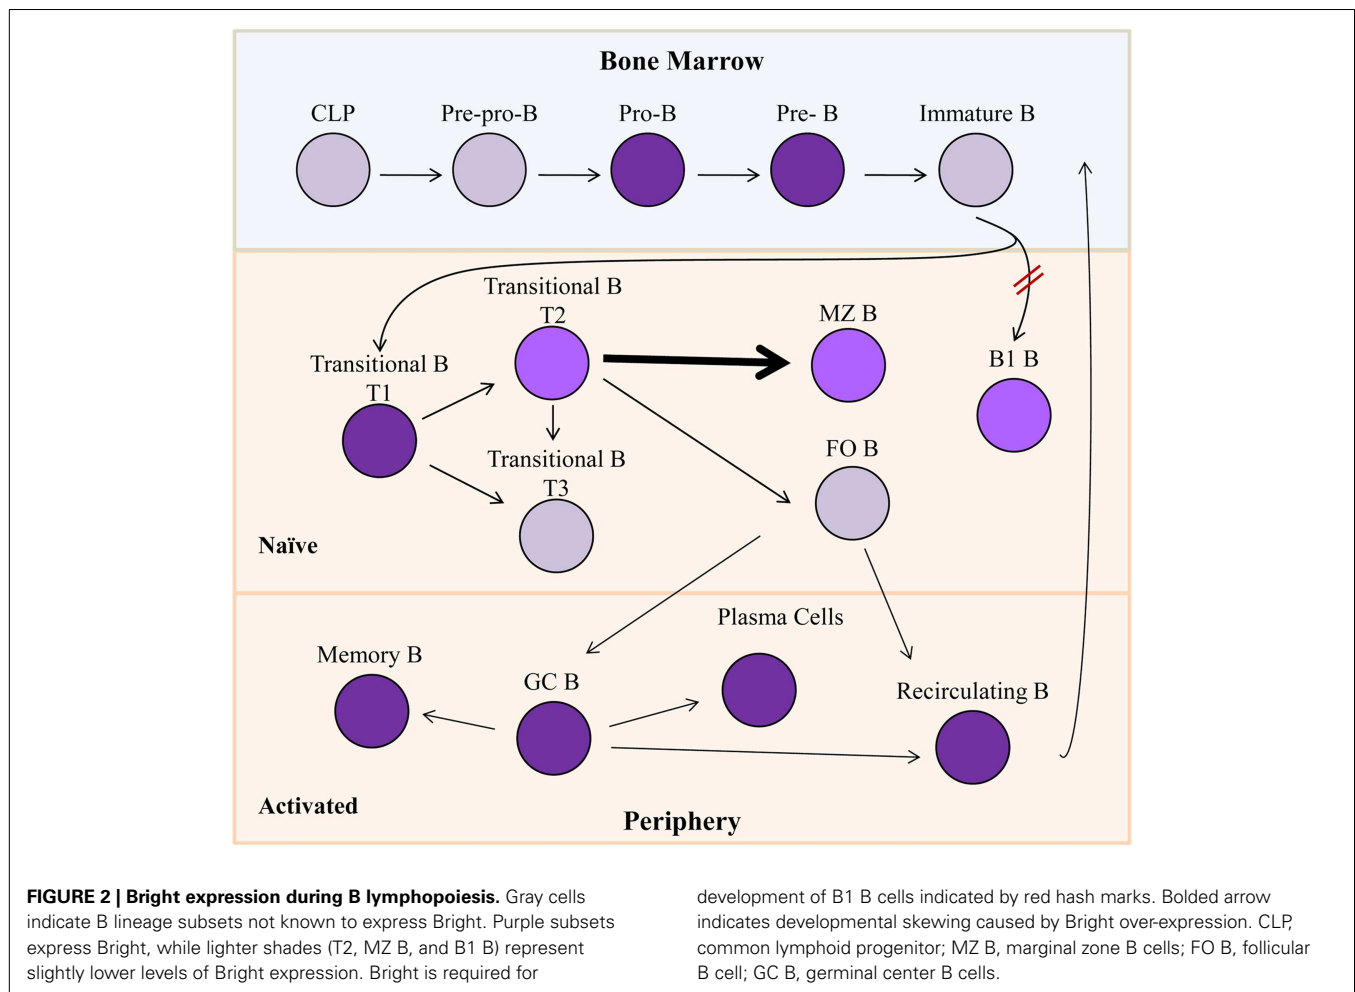 Bone Marrow
CLP
Pre-pro-B
Pro-B
Pre- B
Immature B
Transitional B
T2
MZ B
B1 B
Transitional B
T1
FO B
Transitional B
T3
Naïve
Plasma Cells
Memory B
GC B
Recirculating B
Activated
Periphery
FIGURE 2 | Bright expression during B lymphopoiesis. Gray cells
indicate B lineage subsets not known to express Bright. Purple subsets
express Bright, while lighter shades (T2, MZ B, and B1 B) represent
slightly lower levels of Bright expression. Bright is required for
development of B1 B cells indicated by red hash marks. Bolded arrow
indicates developmental skewing caused by Bright over-expression. CLP,
common lymphoid progenitor; MZ B, marginal zone B cells; FO B, follicular
B cell; GC B, germinal center B cells.